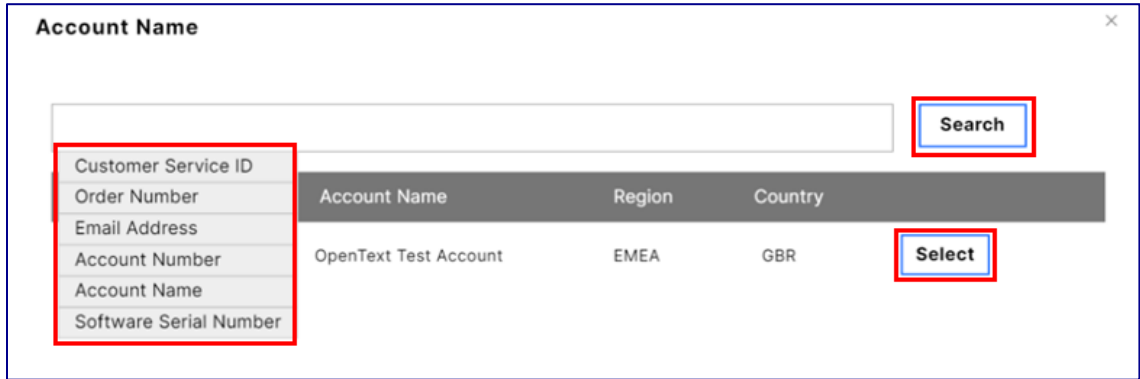 Account Name
×
Search
Customer Service ID
Order Number
Email Address
Account Number
Account Name
Software Serial Number
Account Name Region Country
OpenText Test Account EMEA GBR Select